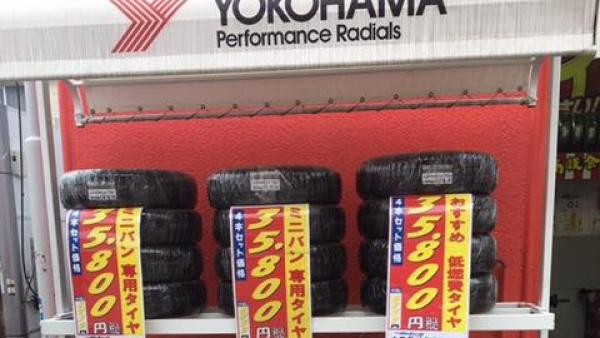 YOKOHAMA
Performance Radials
ミニバン専用タイヤ
4本セット価格
35,800
円
ミニバン専用タイヤ
4本セット価格
35,800
円
おすすめ 低燃費タイヤ
4本セット価格
35,800
円